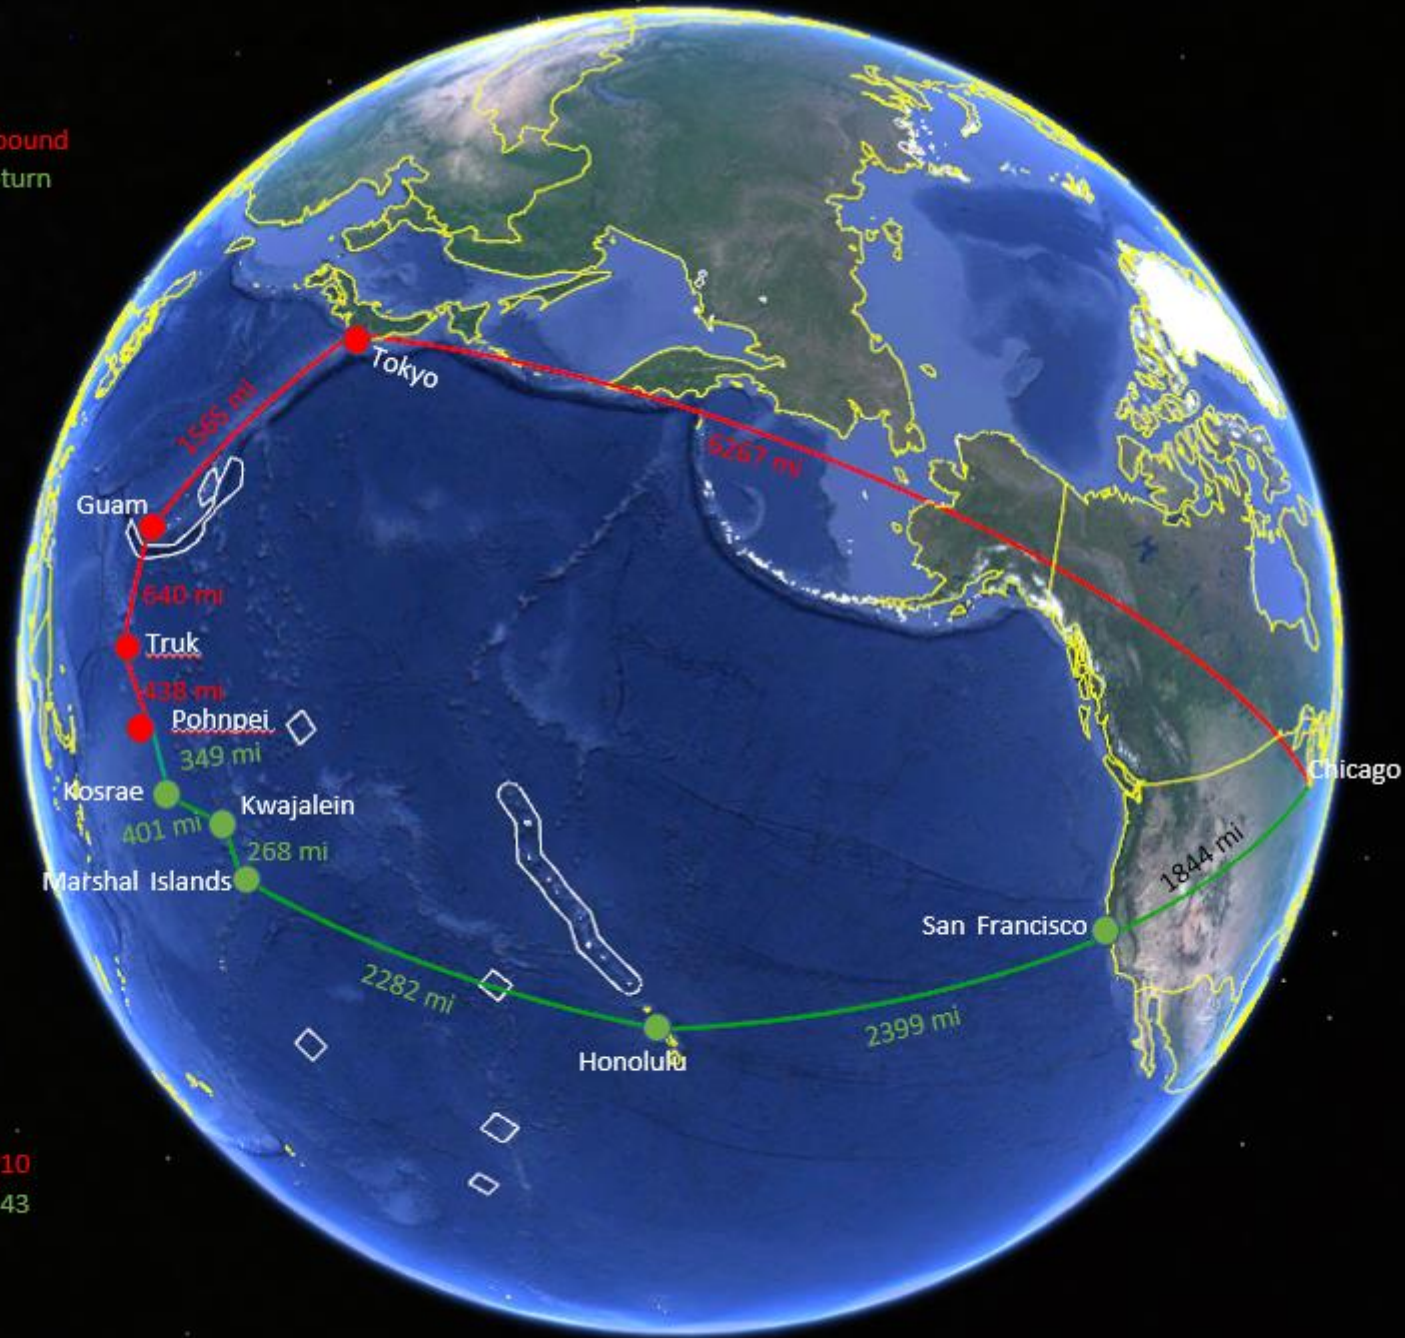 bound
turn
Tokyo
1565 mi
6267 mi
Guam
640 mi
Truk
438 mi
Pohnpei
349 mi
Chicago
Kosrae
Kwajalein
401 mi
268 mi
1844 mi
Marshal Islands
San Francisco
2282 mi
2399 mi
Honolulu
10
43